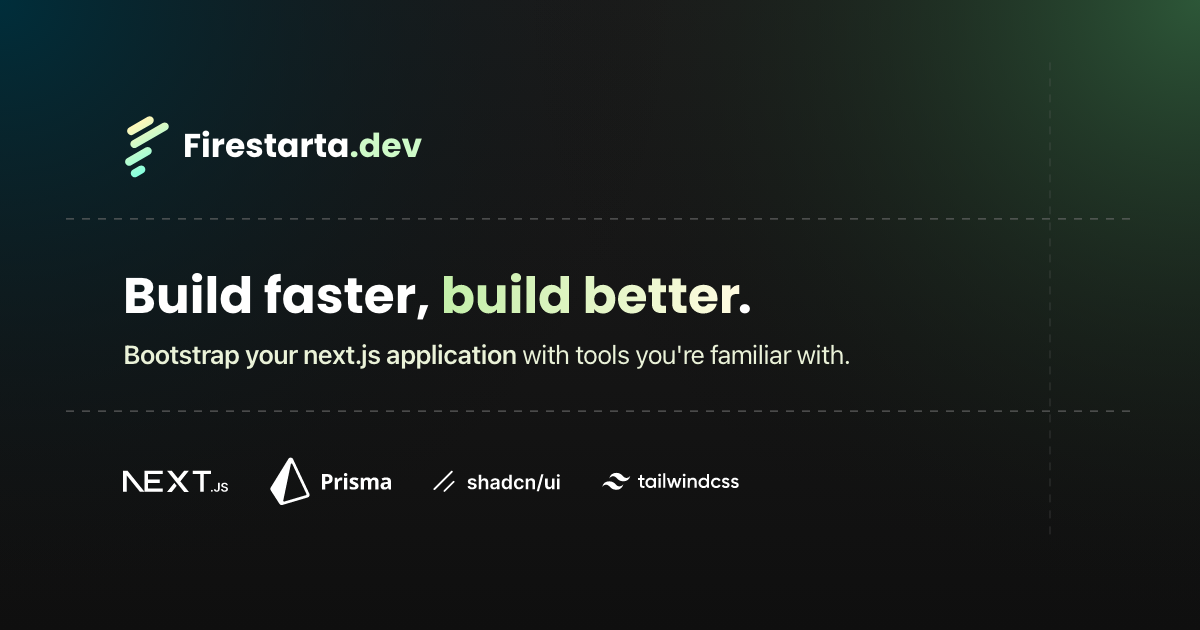 Firestarta.dev
Build faster, build better.
Bootstrap your next.js application with tools you're familiar with.
NEXT.JS Prisma shadcn/ui tailwindcss